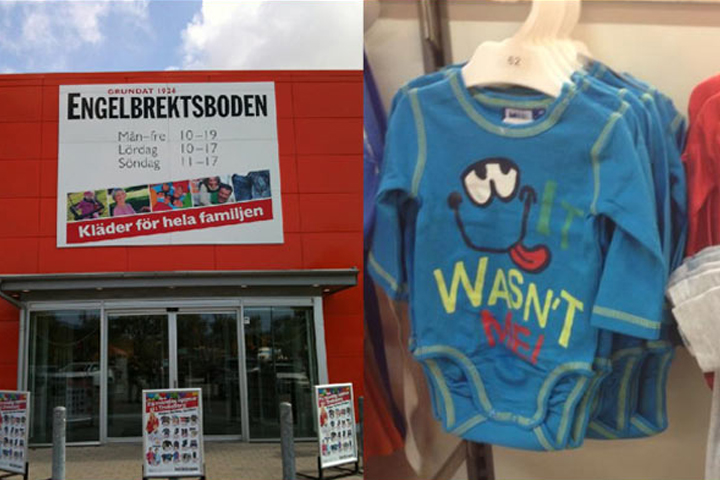 GRUNDAT 1926
ENGELBREKTSBODEN
Mån-fre 10-19
Lördag 10-17
Söndag 11-17
Kläder för hela familjen
62
IT
WASN'T
ME!